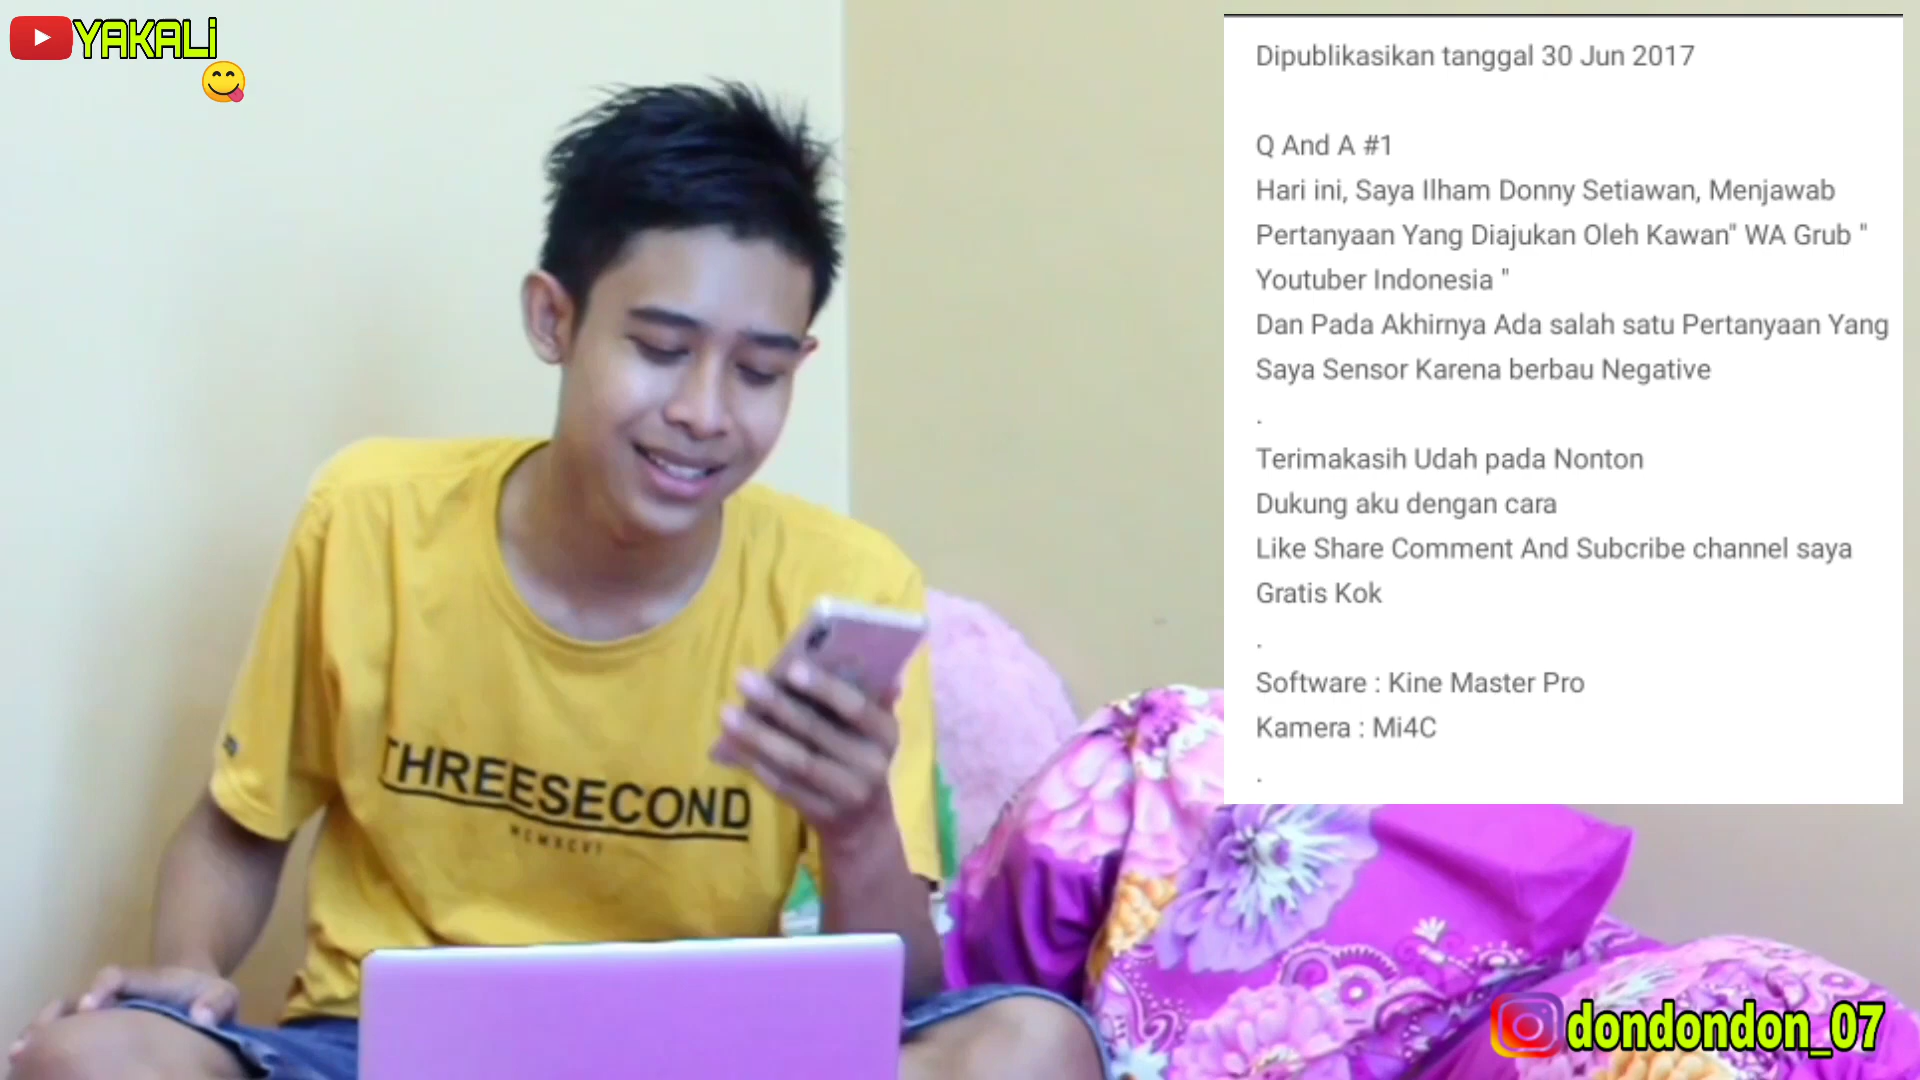 YAKALi
Dipublikasikan tanggal 30 Jun 2017
Q And A #1
Hari ini, Saya Ilham Donny Setiawan, Menjawab
Pertanyaan Yang Diajukan Oleh Kawan" WA Grub "
Youtuber Indonesia "
Dan Pada Akhirnya Ada salah satu Pertanyaan Yang
Saya Sensor Karena berbau Negative
.
Terimakasih Udah pada Nonton
Dukung aku dengan cara
Like Share Comment And Subcribe channel saya
Gratis Kok
.
Software : Kine Master Pro
Kamera : Mi4C
.
THREESECOND
MCMXCVI
dondondon_07